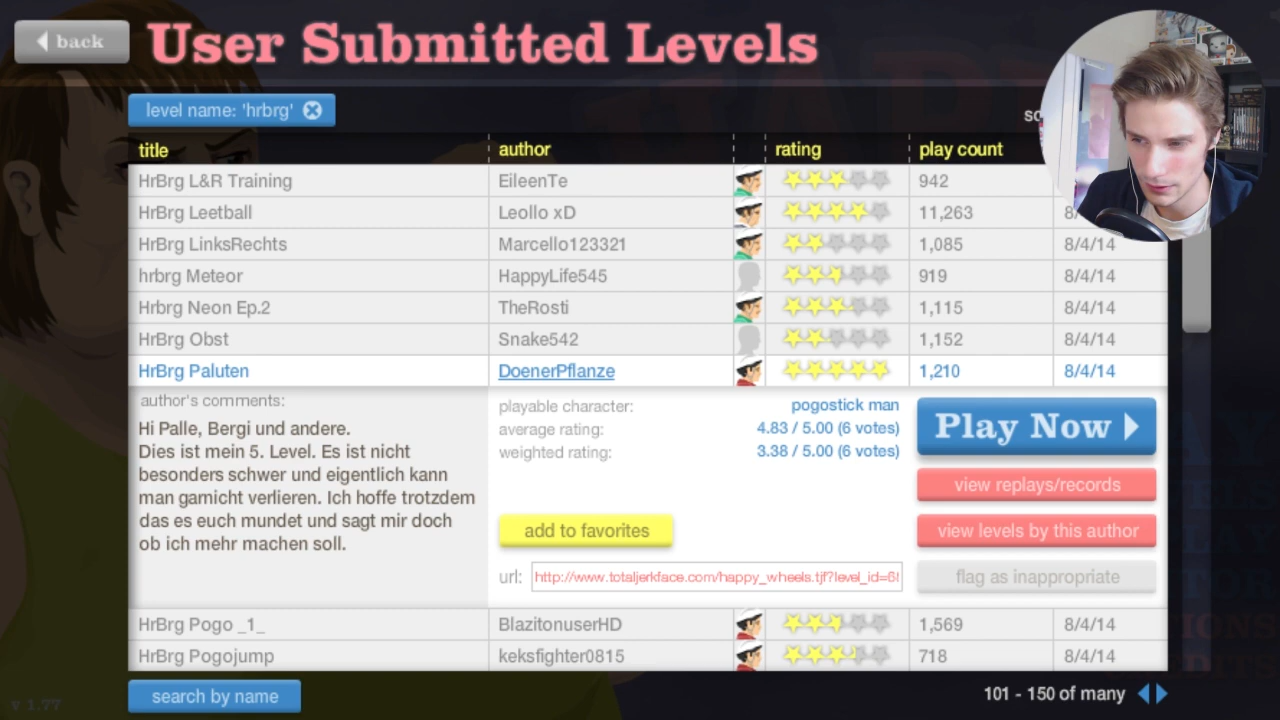 back
User Submitted Levels
level name: 'hrbrg'
title author rating play count
HrBrg L&R Training EileenTe 942
HrBrg Leetball Leollo xD 11,263
HrBrg LinksRechts Marcello123321 1,085 8/4/14
hrbrg Meteor HappyLife545 919 8/4/14
Hrbrg Neon Ep.2 TheRosti 1,115 8/4/14
HrBrg Obst Snake542 1,152 8/4/14
HrBrg Paluten DoenerPflanze 1,210 8/4/14
author's comments:
Hi Palle, Bergi und andere.
Dies ist mein 5. Level. Es ist nicht
besonders schwer und eigentlich kann
man garnicht verlieren. Ich hoffe trotzdem
das es euch mundet und sagt mir doch
ob ich mehr machen soll.
playable character: pogostick man
average rating: 4.83 / 5.00 (6 votes)
weighted rating: 3.38 / 5.00 (6 votes)
add to favorites
url: http://www.totaljerkface.com/happy_wheels.tjf?level_id=6
Play Now
view replays/records
view levels by this author
flag as inappropriate
HrBrg Pogo _1_ BlazitonuserHD 1,569 8/4/14
HrBrg Pogojump keksfighter0815 718 8/4/14
search by name
101 - 150 of many
v 1.77